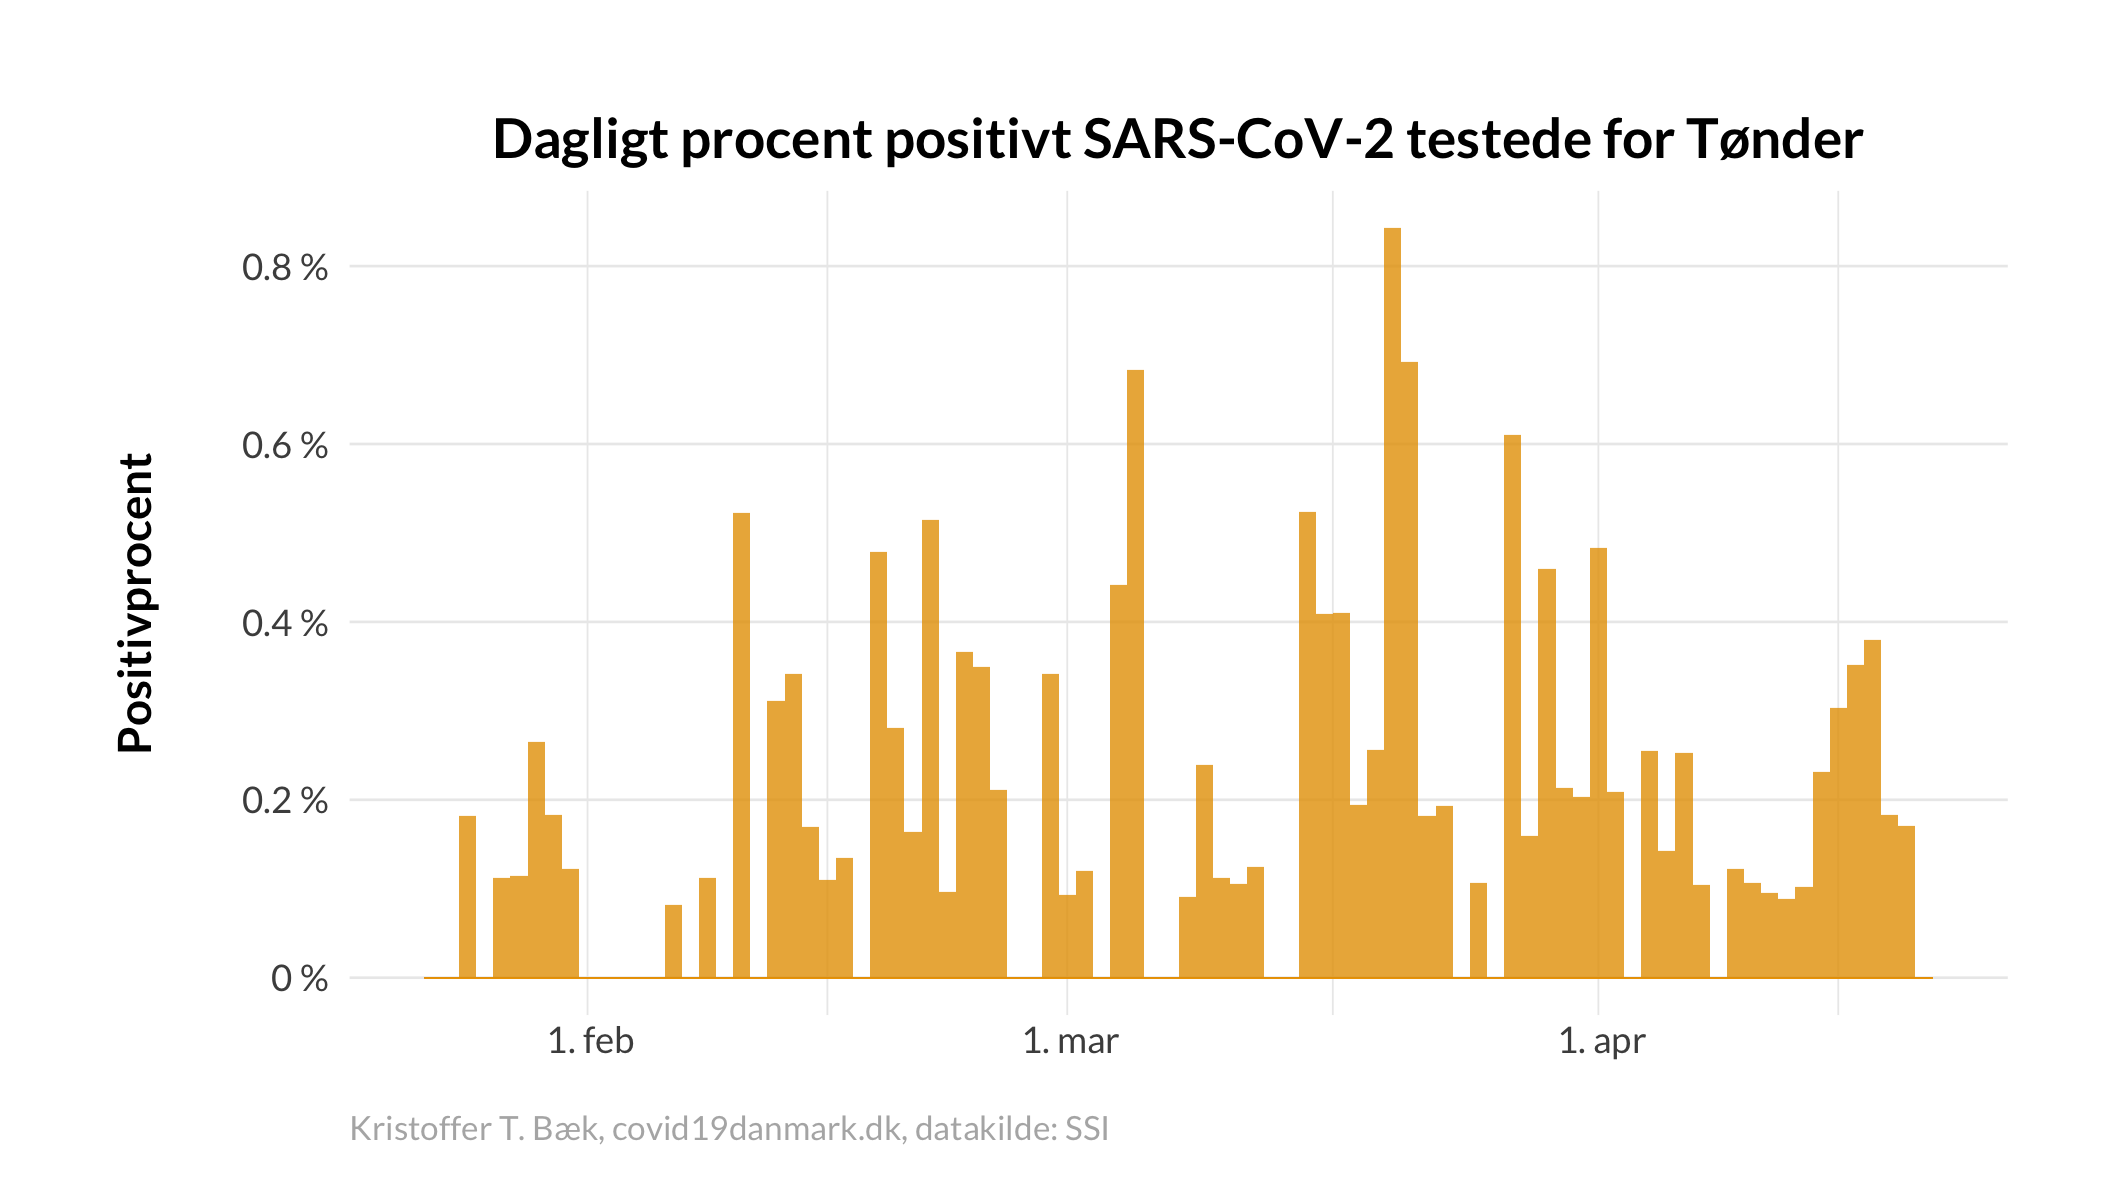 Dagligt procent positivt SARS-CoV-2 testede for Tønder
Positivprocent
0.8 %
0.6 %
0.4 %
0.2 %
0 %
1. feb
1. mar
1. apr
Kristoffer T. Bæk, covid19danmark.dk, datakilde: SSI